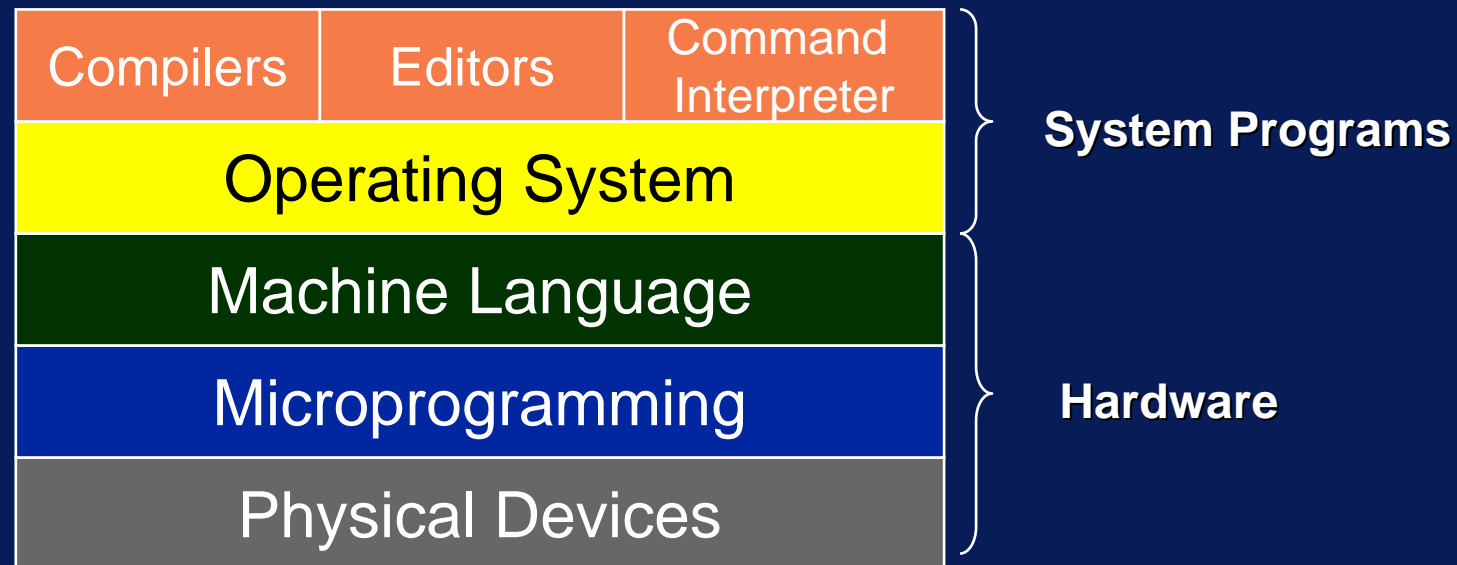 Compilers
Editors
Command
Interpreter
System Programs
Operating System
Machine Language
Microprogramming
Hardware
Physical Devices